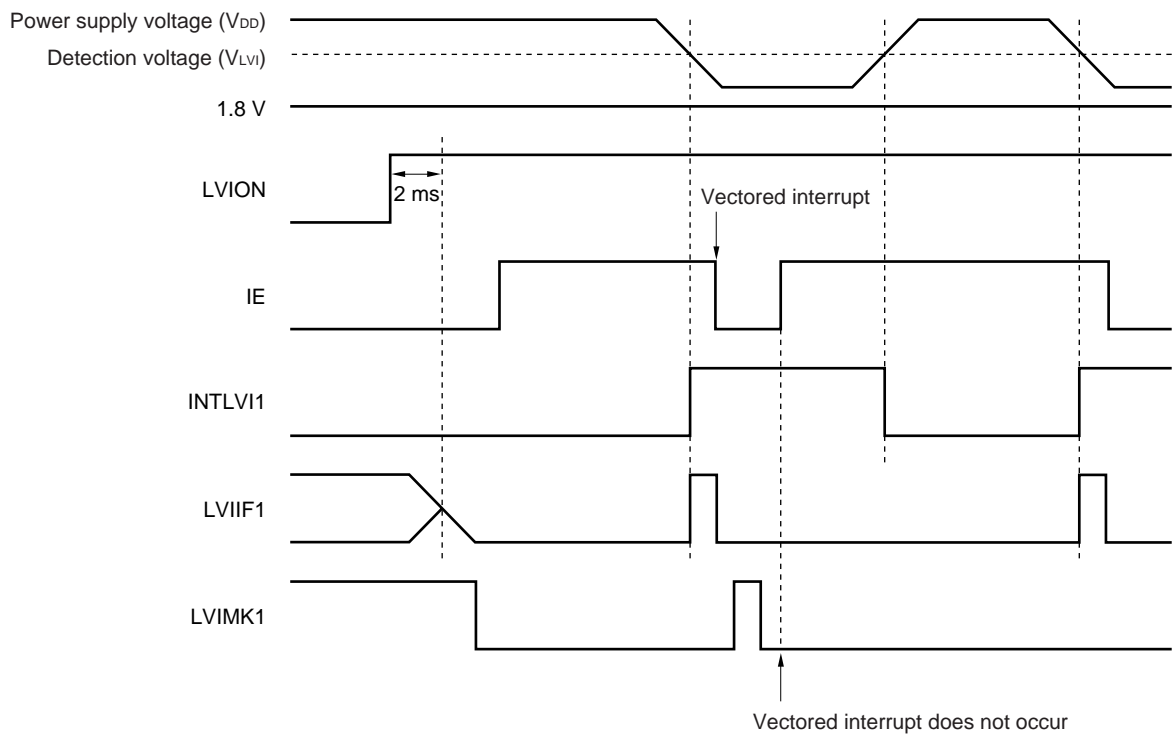 Power supply voltage (VDD)
Detection voltage (VLVI)
1.8 V
LVION
2 ms
Vectored interrupt
IE
INTLVI1
LVIIF1
LVIMK1
Vectored interrupt does not occur